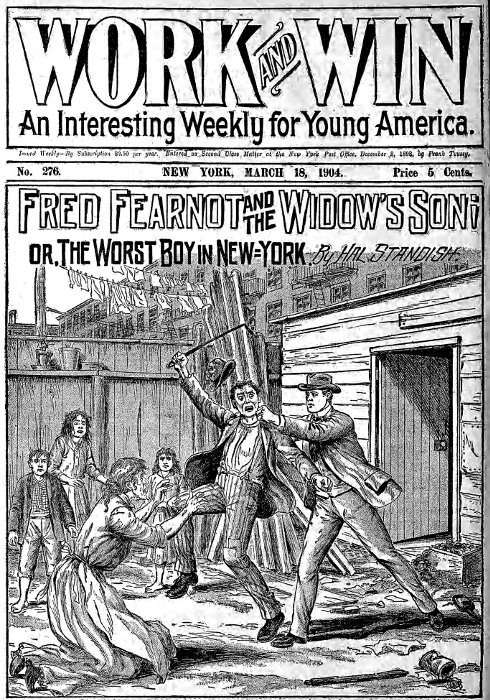 WORK AND WIN
An Interesting Weekly for Young America.
Issued Weekly—By Subscription $2.50 per year. Entered as Second Class Matter at the New York Post Office, December 8, 1898, by Frank Tousey.
No. 276. NEW YORK, MARCH 18, 1904. Price 5 Cents.
FRED FEARNOT AND THE WIDOW'S SON;
OR, THE WORST BOY IN NEW=YORK By HAL STANDISH.